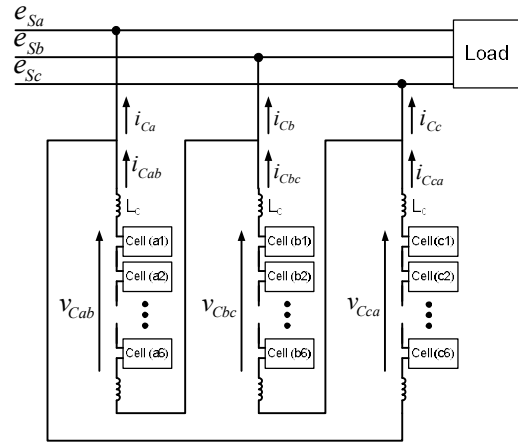 e_Sa
e_Sb
e_Sc
Load
i_Ca i_Cb i_Cc
i_Cab i_Cbc i_Cca
L_C L_C L_C
Cell(a1) Cell(b1) Cell(c1)
Cell(a2) Cell(b2) Cell(c2)
v_Cab v_Cbc v_Cca
Cell(a6) Cell(b6) Cell(c6)